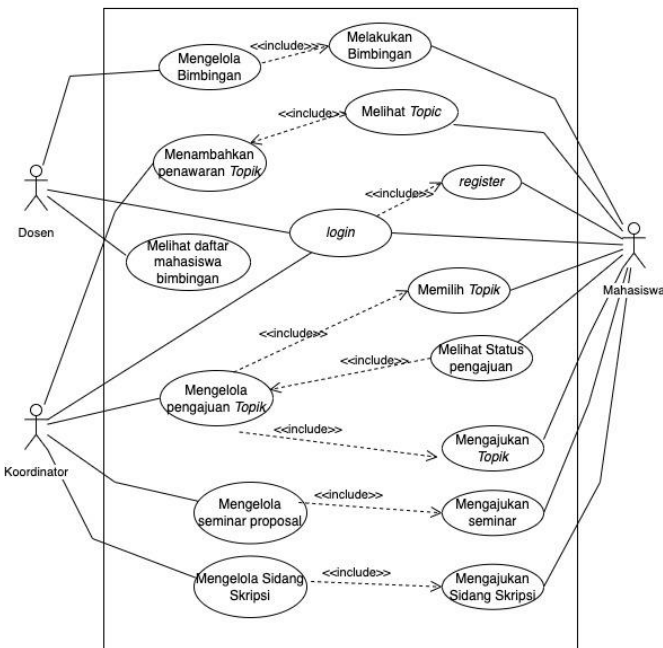 <<include>>
Melakukan
Bimbingan
Mengelola
Bimbingan
<<include>>
Melihat Topic
Menambahkan
penawaran Topik
<<include>>
register
Dosen
login
Melihat daftar
mahasiswa
bimbingan
Mahasiswa
Memilih Topik
<<include>>
<<include>>
Melihat Status
pengajuan
Mengelola
pengajuan Topik
<<include>>
Mengajukan
Topik
Koordinator
Mengelola
seminar proposal
<<include>>
Mengajukan
seminar
Mengelola Sidang
Skripsi
<<include>>
Mengajukan
Sidang Skripsi